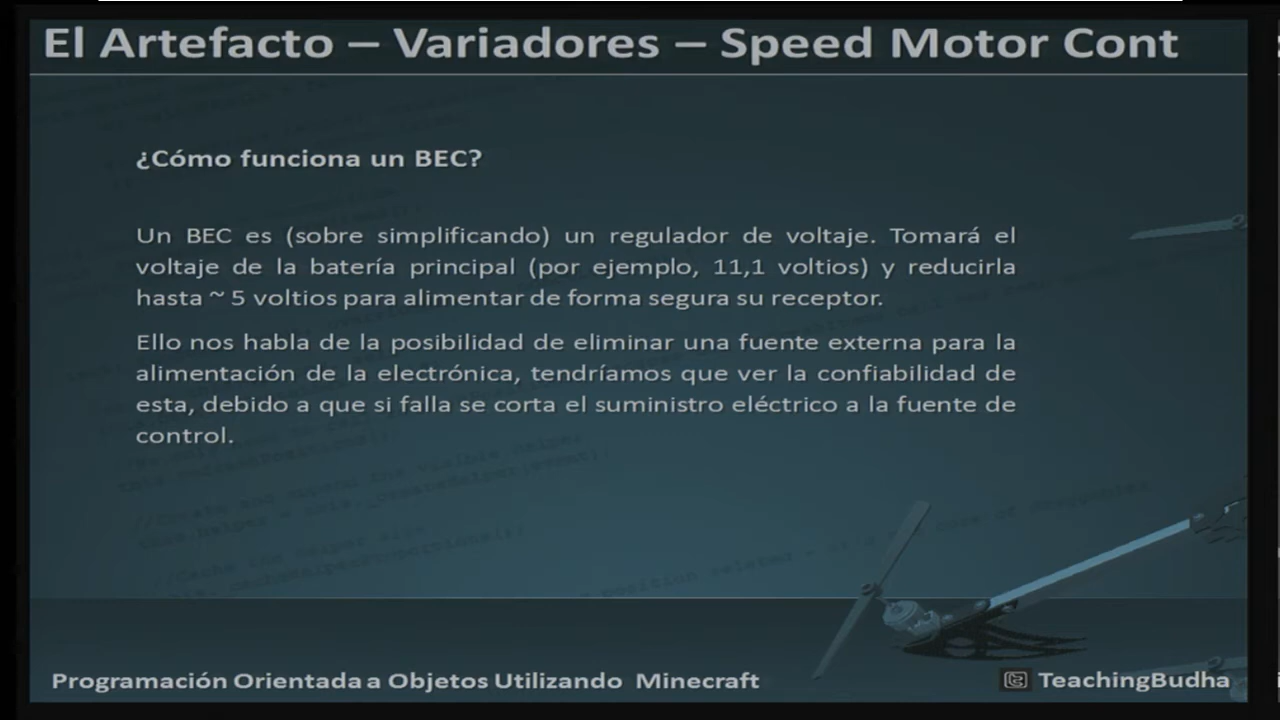 El Artefacto – Variadores – Speed Motor Cont
¿Cómo funciona un BEC?
Un BEC es (sobre simplificando) un regulador de voltaje. Tomará el
voltaje de la batería principal (por ejemplo, 11,1 voltios) y reducirla
hasta ~ 5 voltios para alimentar de forma segura su receptor.
Ello nos habla de la posibilidad de eliminar una fuente externa para la
alimentación de la electrónica, tendríamos que ver la confiabilidad de
esta, debido a que si falla se corta el suministro eléctrico a la fuente de
control.
Programación Orientada a Objetos Utilizando Minecraft
TeachingBudha